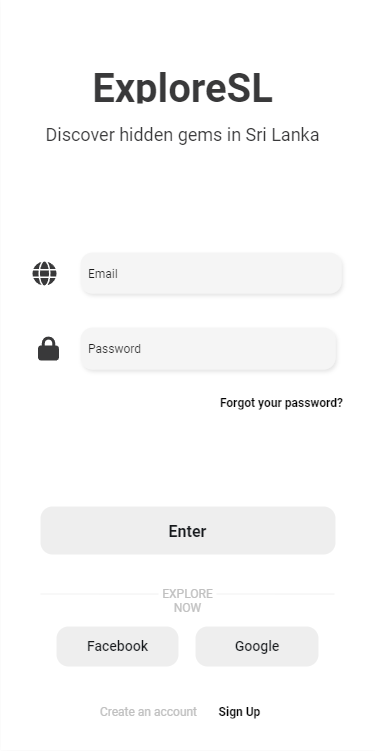 ExploreSL
Discover hidden gems in Sri Lanka
Email
Password
Forgot your password?
Enter
EXPLORE
NOW
Facebook
Google
Create an account Sign Up